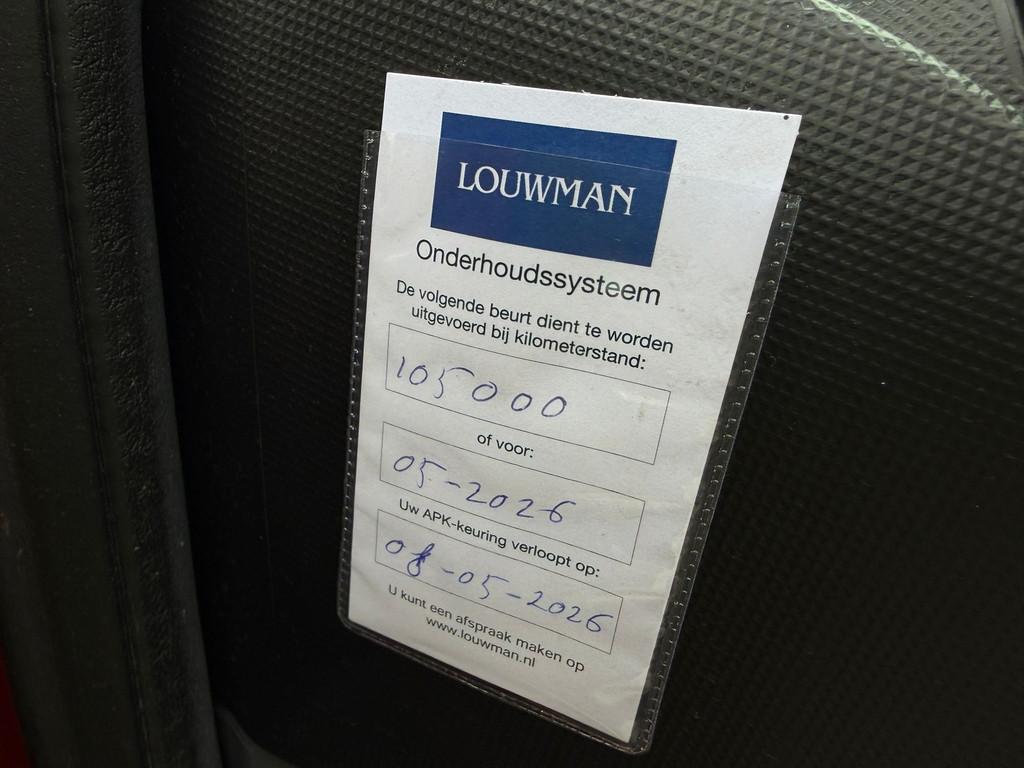 LOUWMAN
Onderhoudssysteem
De volgende beurt dient te worden
uitgevoerd bij kilometerstand:
105000
of voor:
05-2026
Uw APK-keuring verloopt op:
08-05-2026
U kunt een afspraak maken op
www.louwman.nl